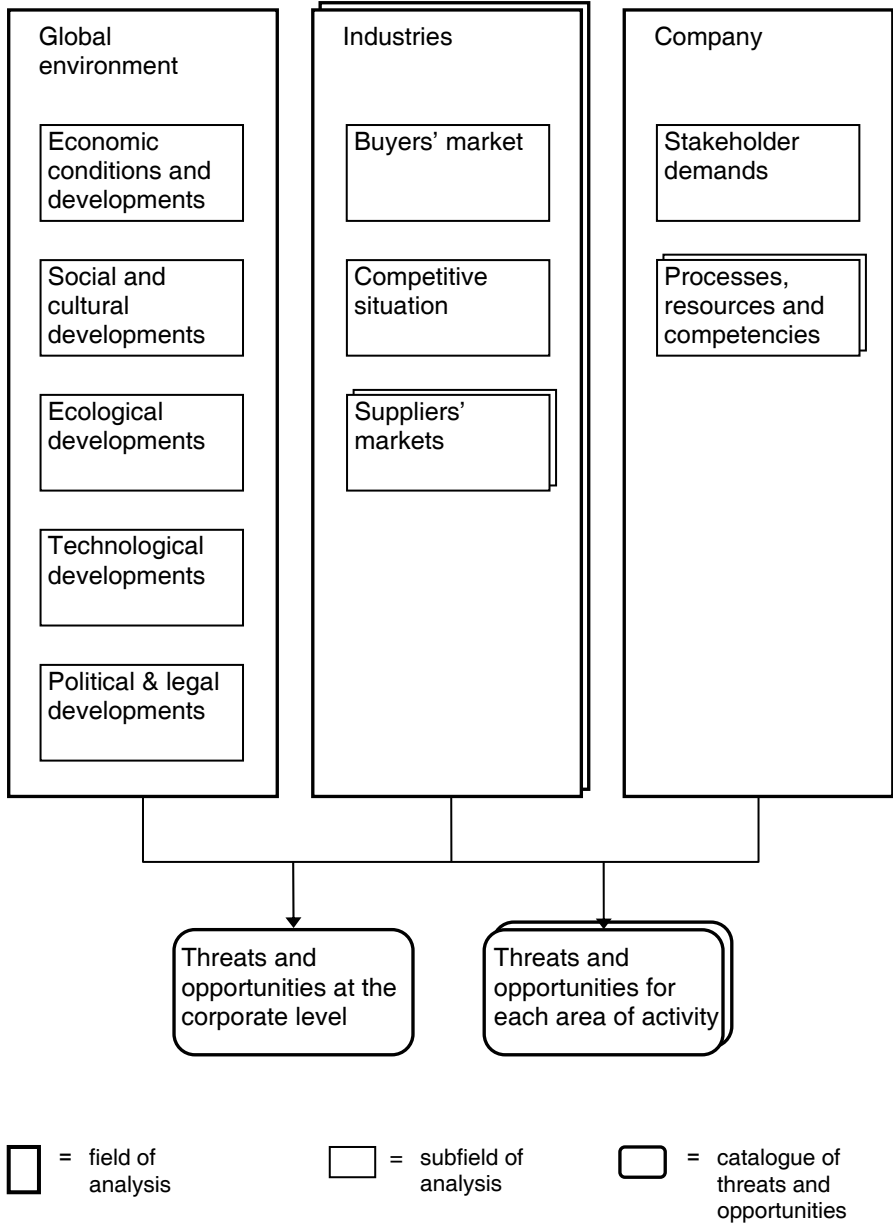 Global
environment
Economic
conditions and
developments
Social and
cultural
developments
Ecological
developments
Technological
developments
Political & legal
developments
Industries
Buyers’ market
Competitive
situation
Suppliers’
markets
Company
Stakeholder
demands
Processes,
resources and
competencies
Threats and
opportunities at the
corporate level
Threats and
opportunities for
each area of activity
= field of
analysis
= subfield of
analysis
= catalogue of
threats and
opportunities